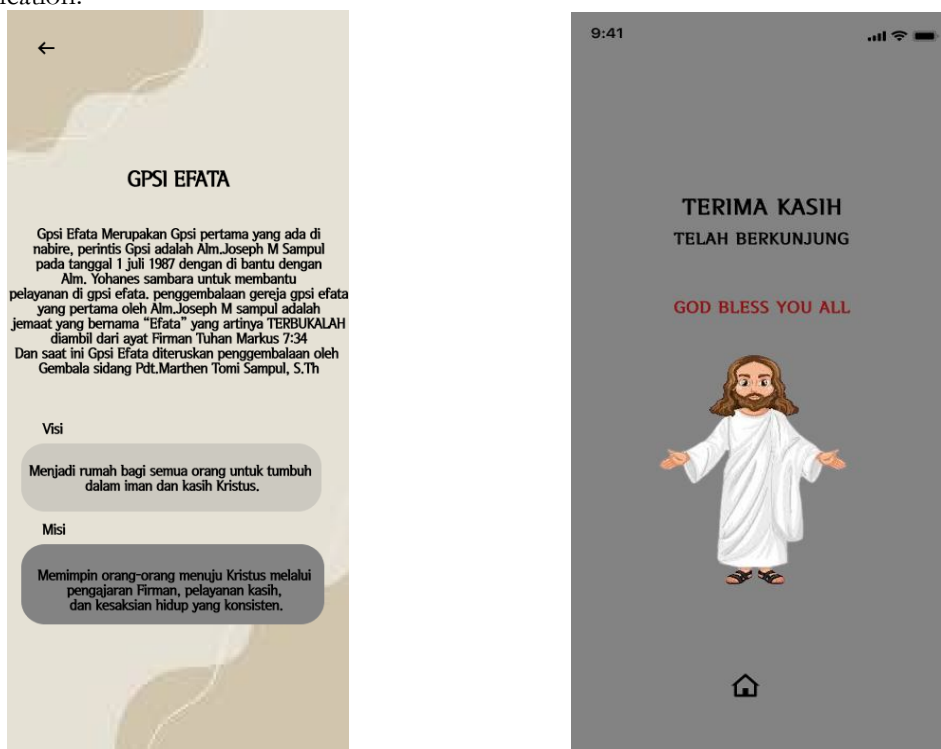 GPSI EFATA
Gpsi Efata Merupakan Gpsi pertama yang ada di
nabire, perintis Gpsi adalah Alm.Joseph M Sampul
pada tanggal 1 juli 1987 dengan di bantu dengan
Alm. Yohanes sambara untuk membantu
pelayanan di gpsi efata. penggembalaan gereja gpsi efata
yang pertama oleh Alm.Joseph M sampul adalah
jemaat yang bernama “Efata” yang artinya TERBUKALAH
diambil dari ayat Firman Tuhan Markus 7:34
Dan saat ini Gpsi Efata diteruskan penggembalaan oleh
Gembala sidang Pdt.Marthen Tomi Sampul, S.Th
Visi
Menjadi rumah bagi semua orang untuk tumbuh
dalam iman dan kasih Kristus.
Misi
Memimpin orang-orang menuju Kristus melalui
pengajaran Firman, pelayanan kasih,
dan kesaksian hidup yang konsisten.
9:41
TERIMA KASIH
TELAH BERKUNJUNG
GOD BLESS YOU ALL